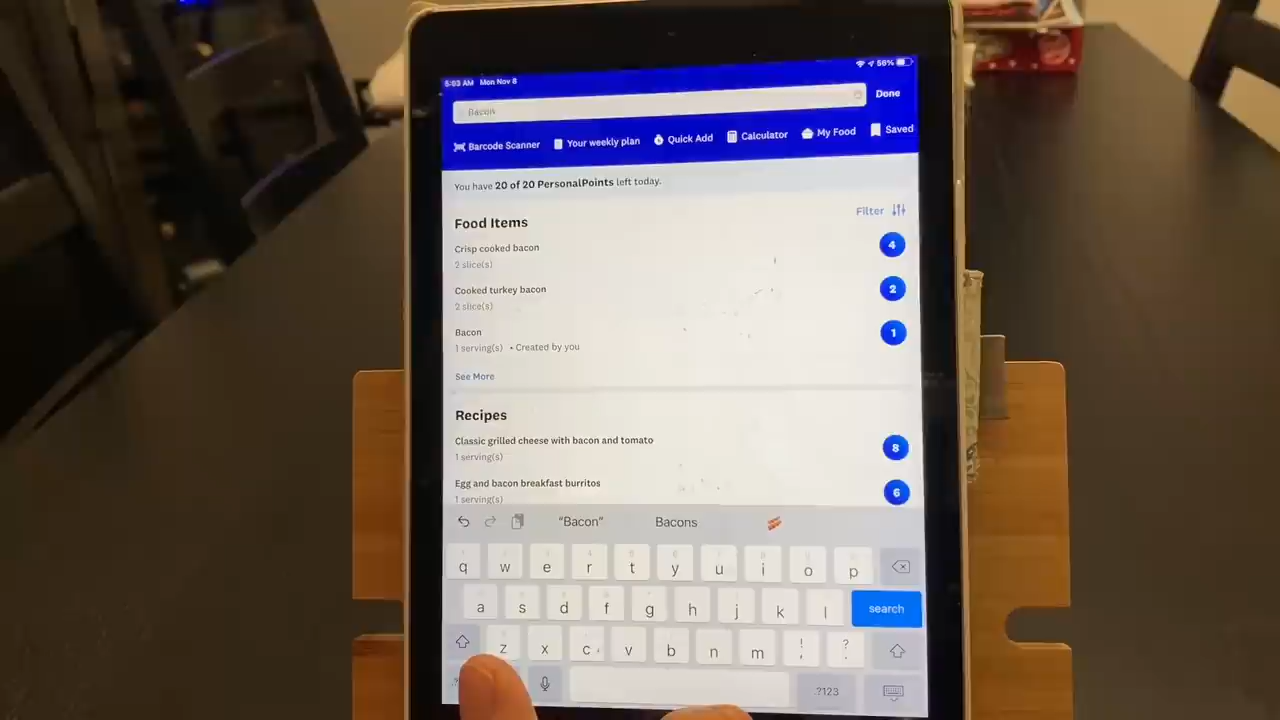 5:03 AM Mon Nov 8
56%
Bacon
Done
Barcode Scanner
Your weekly plan
Quick Add
Calculator
My Food
Saved
You have 20 of 20 PersonalPoints left today.
Food Items
Filter
Crisp cooked bacon
4
2 slice(s)
Cooked turkey bacon
2
2 slice(s)
Bacon
1
1 serving(s) • Created by you
See More
Recipes
Classic grilled cheese with bacon and tomato
8
1 serving(s)
Egg and bacon breakfast burritos
6
1 serving(s)
"Bacon" Bacons
q w e r t y u i o p
a s d f g h j k l search
z x c v b n m ! , ? .
.?123